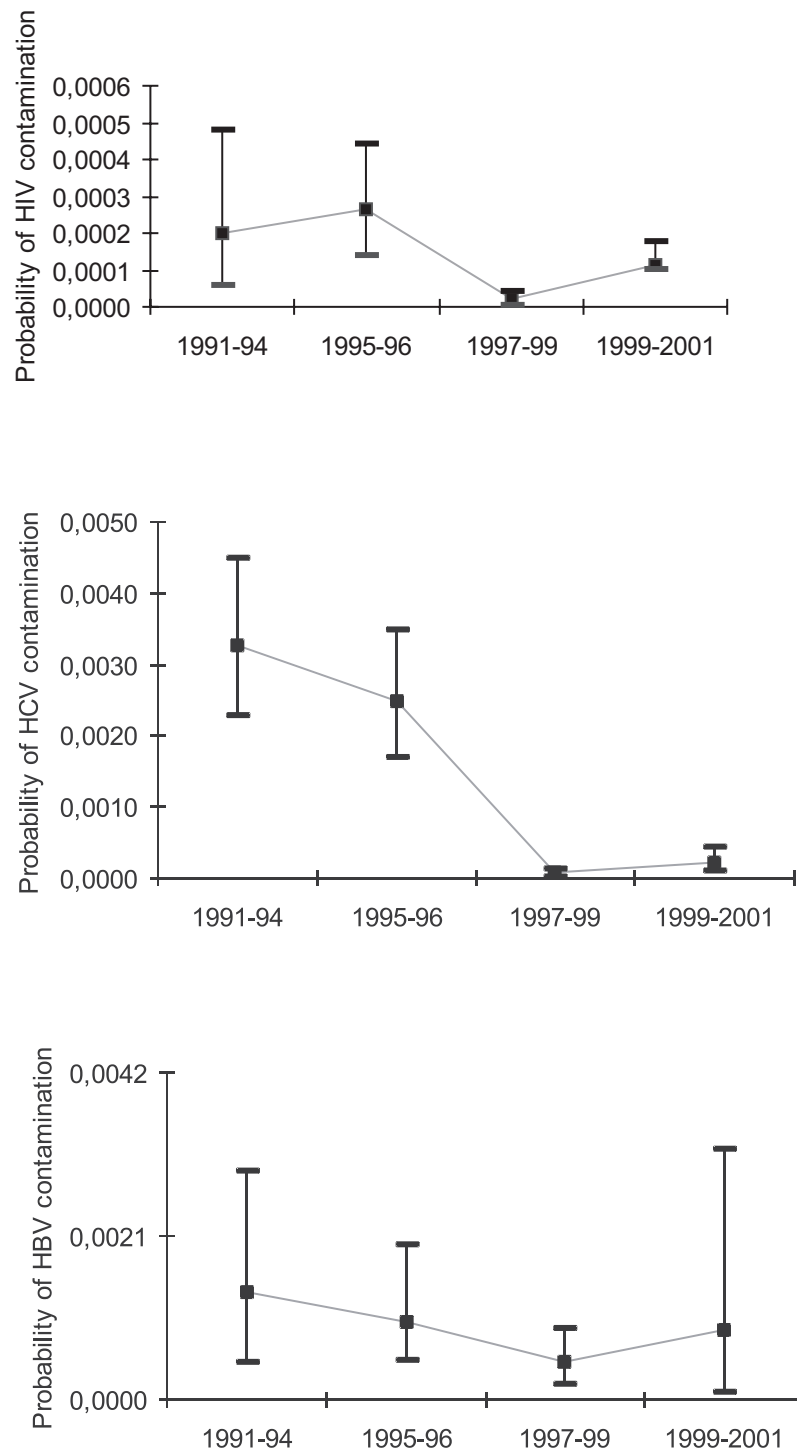 Probability of HIV contamination
0,0006
0,0005
0,0004
0,0003
0,0002
0,0001
0,0000
1991-94 1995-96 1997-99 1999-2001
Probability of HCV contamination
0,0050
0,0040
0,0030
0,0020
0,0010
0,0000
1991-94 1995-96 1997-99 1999-2001
Probability of HBV contamination
0,0042
0,0021
0,0000
1991-94 1995-96 1997-99 1999-2001